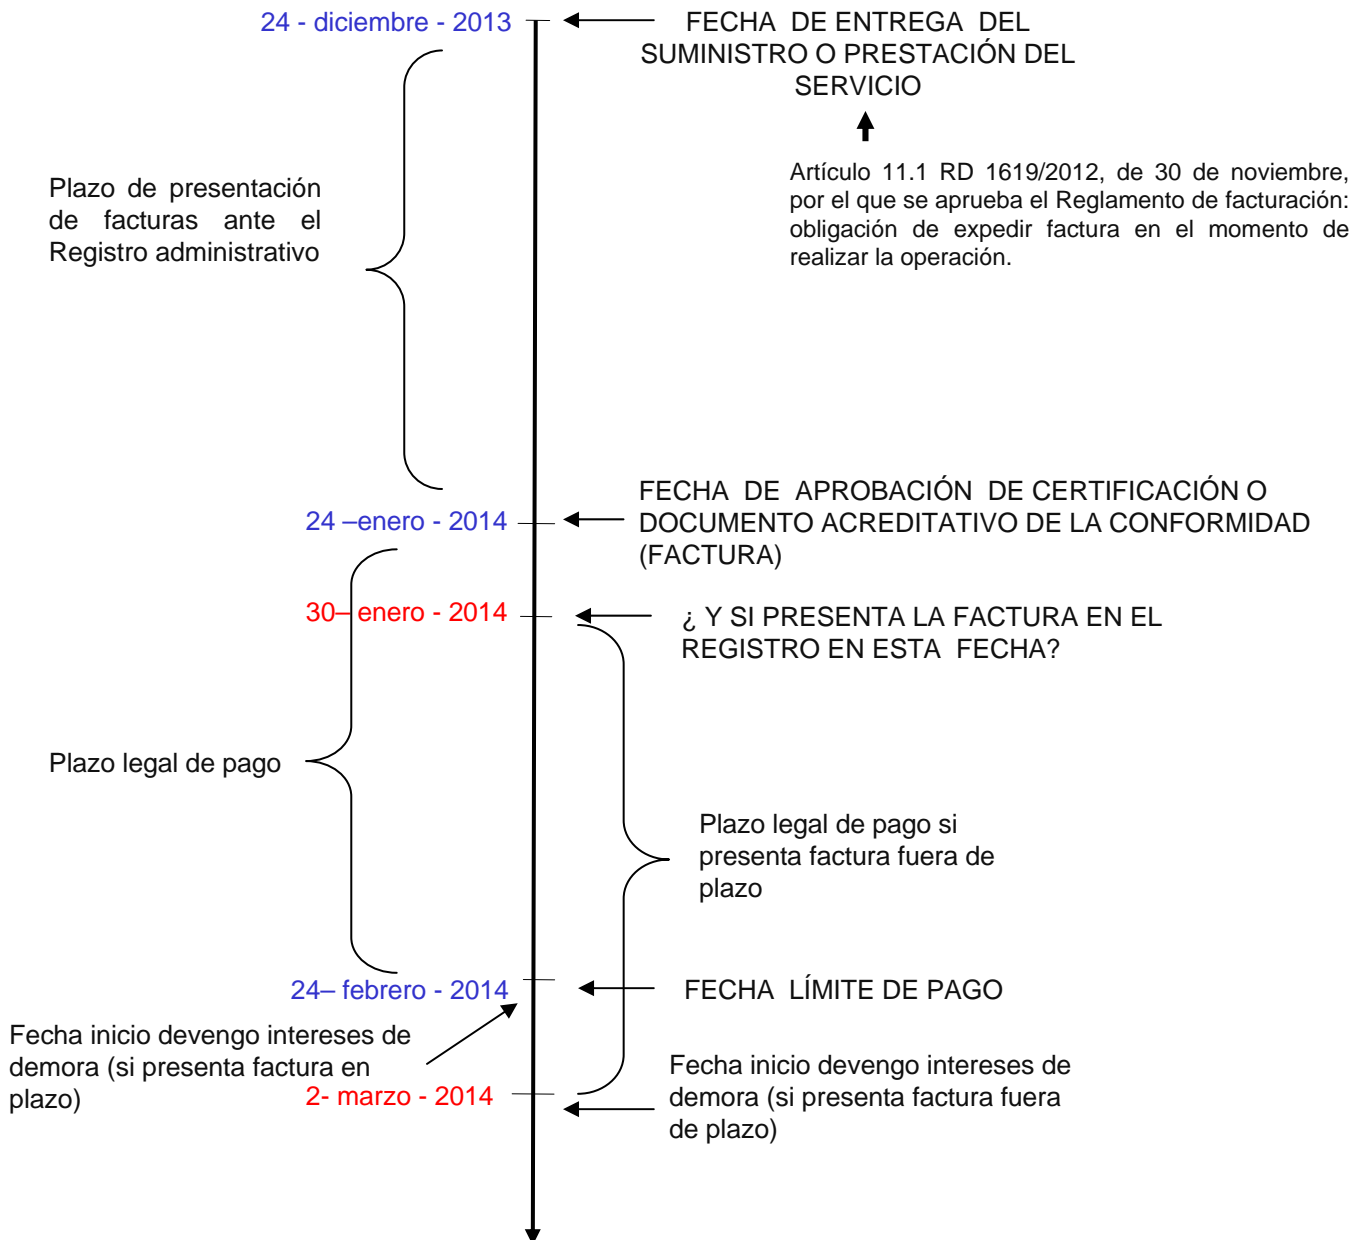 24 - diciembre - 2013
FECHA DE ENTREGA DEL
SUMINISTRO O PRESTACIÓN DEL
SERVICIO
Artículo 11.1 RD 1619/2012, de 30 de noviembre,
por el que se aprueba el Reglamento de facturación:
obligación de expedir factura en el momento de
realizar la operación.
Plazo de presentación
de facturas ante el
Registro administrativo
24 –enero - 2014
FECHA DE APROBACIÓN DE CERTIFICACIÓN O
DOCUMENTO ACREDITATIVO DE LA CONFORMIDAD
(FACTURA)
30– enero - 2014
¿ Y SI PRESENTA LA FACTURA EN EL
REGISTRO EN ESTA FECHA?
Plazo legal de pago
Plazo legal de pago si
presenta factura fuera de
plazo
24– febrero - 2014
FECHA LÍMITE DE PAGO
Fecha inicio devengo intereses de
demora (si presenta factura en
plazo)
2- marzo - 2014
Fecha inicio devengo intereses de
demora (si presenta factura fuera
de plazo)